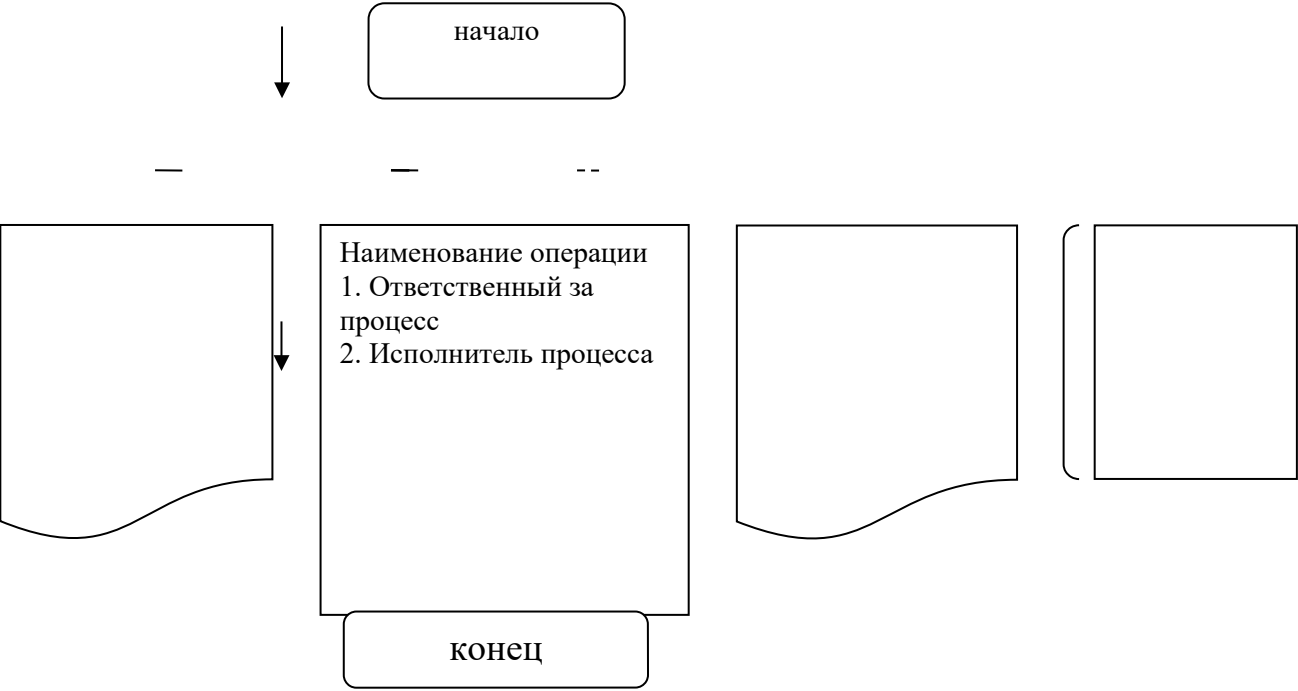 начало
Наименование операции
1. Ответственный за
процесс
2. Исполнитель процесса
конец